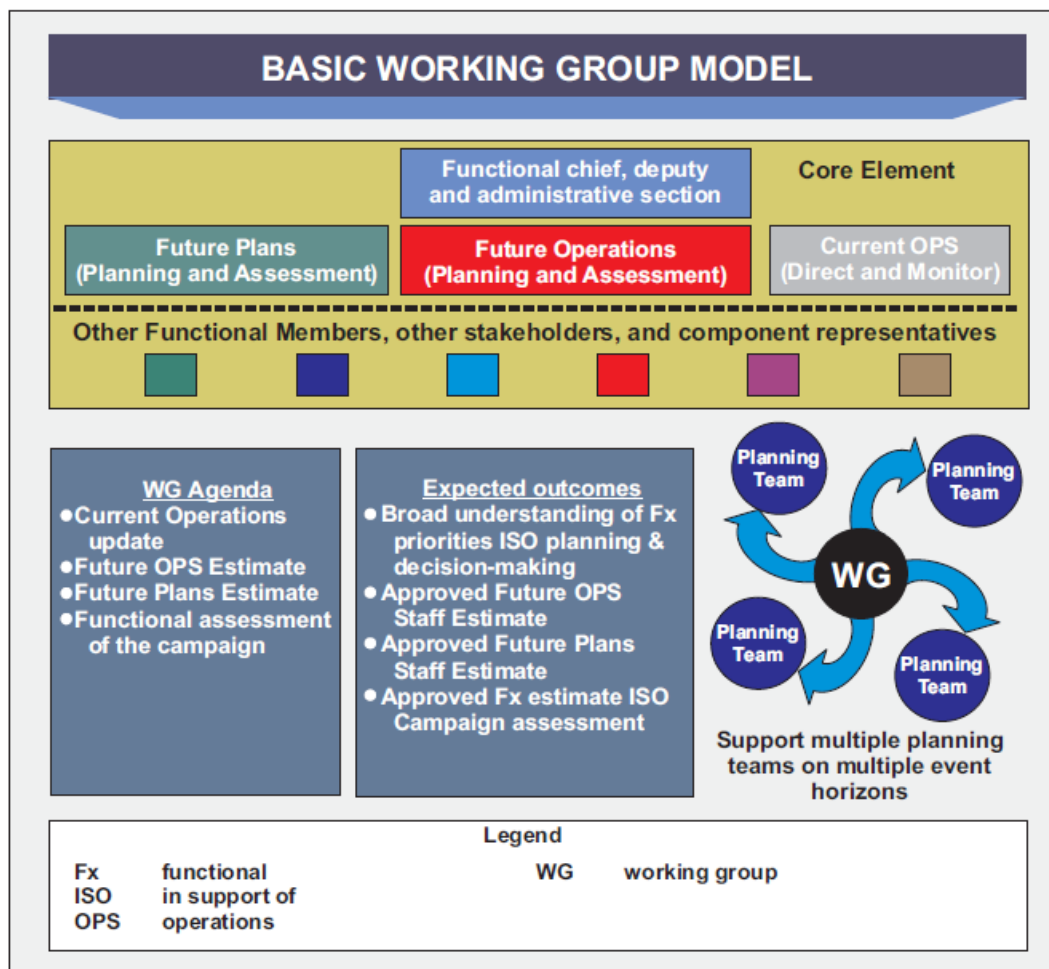 BASIC WORKING GROUP MODEL
Functional chief, deputy
and administrative section
Core Element
Future Plans
(Planning and Assessment)
Future Operations
(Planning and Assessment)
Current OPS
(Direct and Monitor)
Other Functional Members, other stakeholders, and component representatives
WG Agenda
●Current Operations
update
●Future OPS Estimate
●Future Plans Estimate
●Functional assessment
of the campaign
Expected outcomes
●Broad understanding of Fx
priorities ISO planning &
decision-making
●Approved Future OPS
Staff Estimate
●Approved Future Plans
Staff Estimate
●Approved Fx estimate ISO
Campaign assessment
Planning
Team
Planning
Team
WG
Planning
Team
Planning
Team
Support multiple planning
teams on multiple event
horizons
Legend
Fx functional
ISO in support of
OPS operations
WG working group